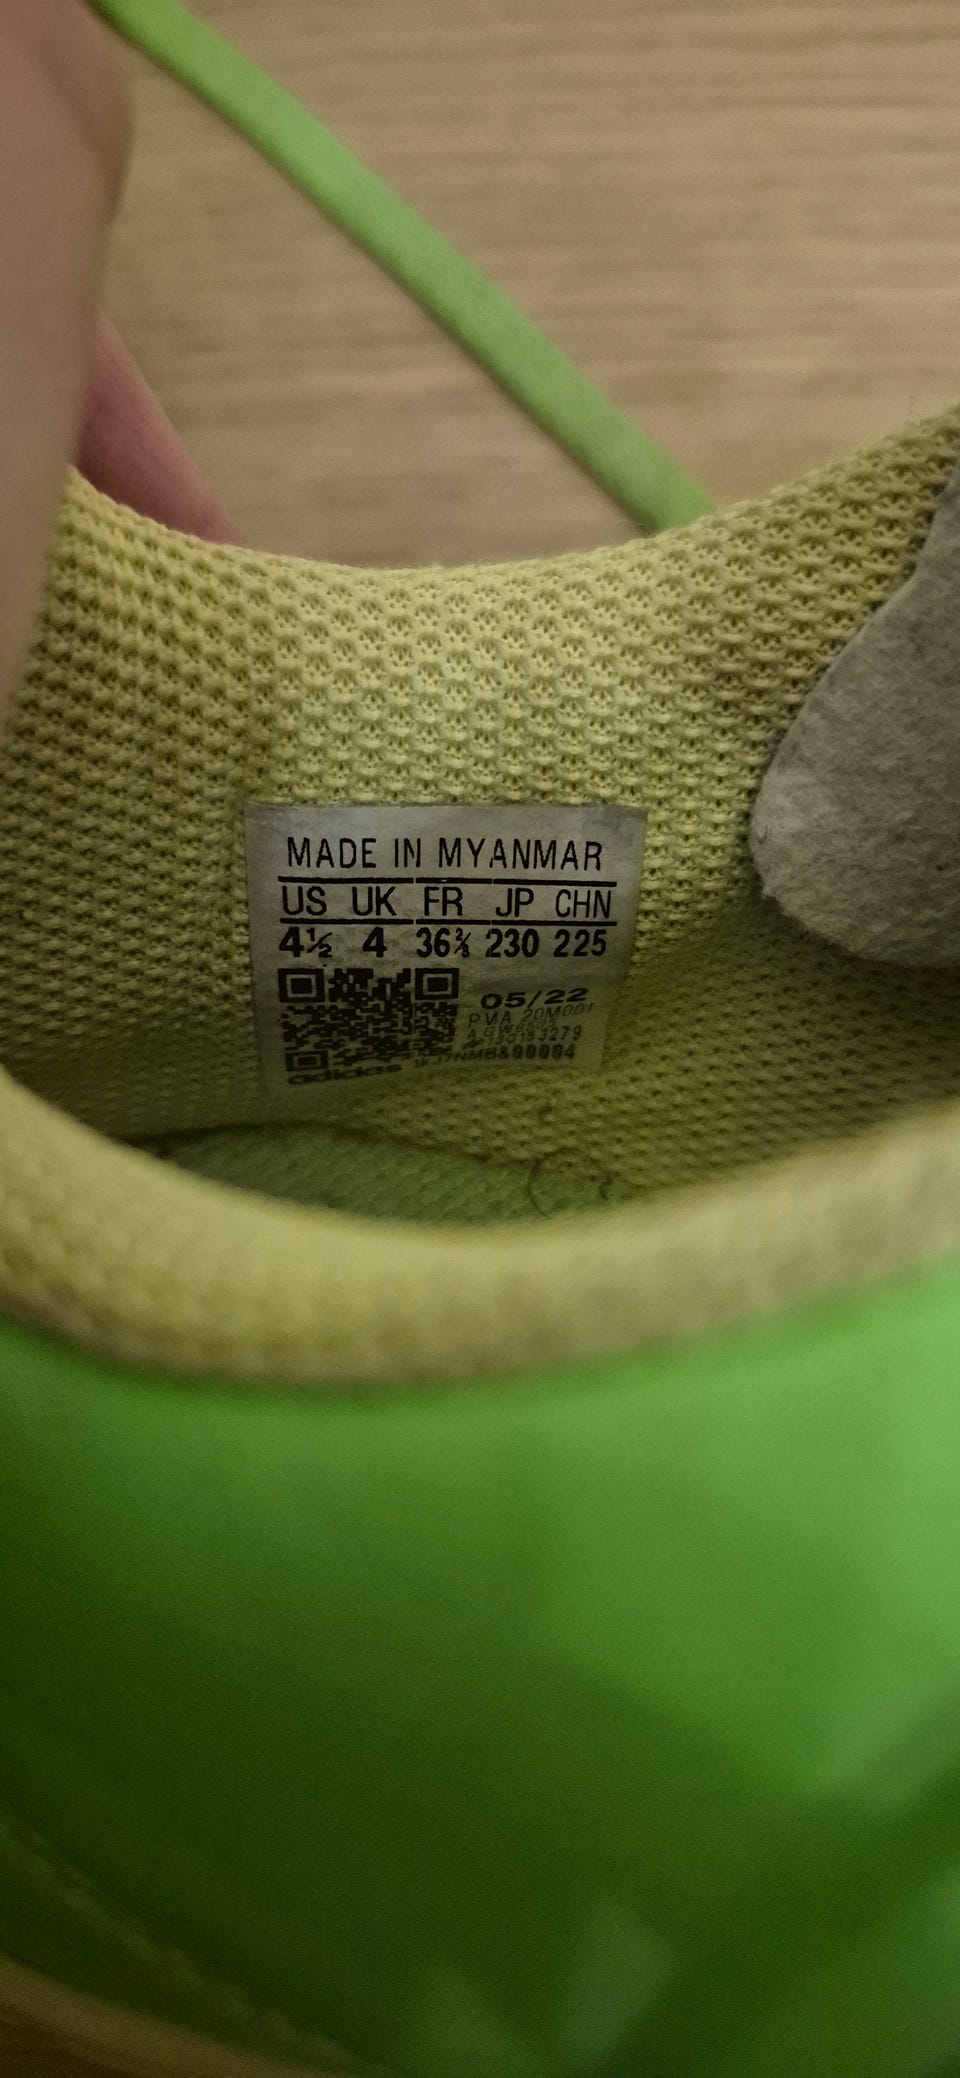 MADE IN MYANMAR
US UK FR JP CHN
4½ 4 36⅔ 230 225
05/22
PVA 20M001
adidas